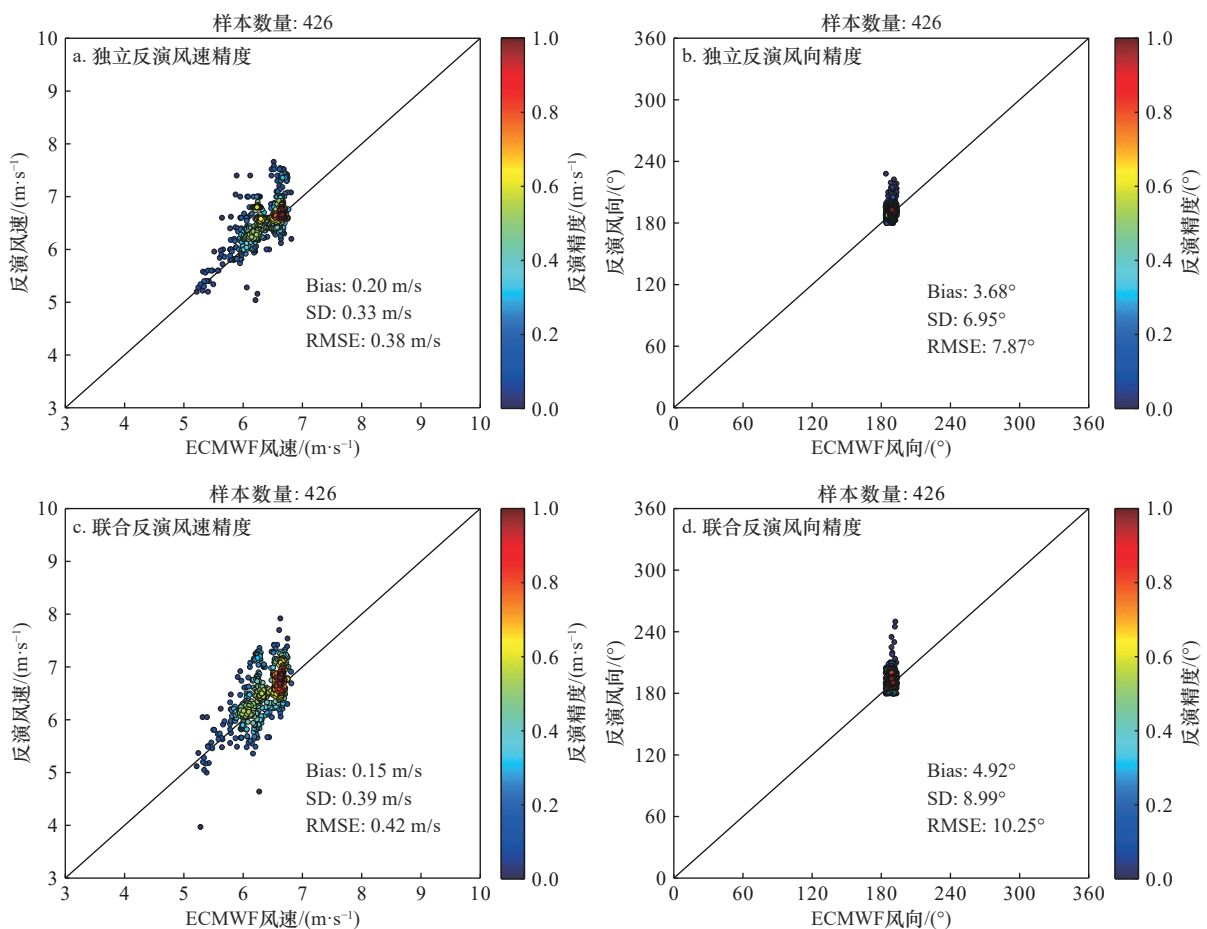 样本数量: 426
a. 独立反演风速精度
10
9
8
7
6
5
4
3
3
4
5
6
7
8
9
10
反演风速/(m·s⁻¹)
ECMWF风速/(m·s⁻¹)
Bias: 0.20 m/s
SD: 0.33 m/s
RMSE: 0.38 m/s
1.0
0.8
0.6
0.4
0.2
0.0
反演精度/(m·s⁻¹)
样本数量: 426
b. 独立反演风向精度
360
300
240
180
120
60
0
0
60
120
180
240
300
360
反演风向/(°)
ECMWF风向/(°)
Bias: 3.68°
SD: 6.95°
RMSE: 7.87°
1.0
0.8
0.6
0.4
0.2
0.0
反演精度/(°)
样本数量: 426
c. 联合反演风速精度
10
9
8
7
6
5
4
3
3
4
5
6
7
8
9
10
反演风速/(m·s⁻¹)
ECMWF风速/(m·s⁻¹)
Bias: 0.15 m/s
SD: 0.39 m/s
RMSE: 0.42 m/s
1.0
0.8
0.6
0.4
0.2
0.0
反演精度/(m·s⁻¹)
样本数量: 426
d. 联合反演风向精度
360
300
240
180
120
60
0
0
60
120
180
240
300
360
反演风向/(°)
ECMWF风向/(°)
Bias: 4.92°
SD: 8.99°
RMSE: 10.25°
1.0
0.8
0.6
0.4
0.2
0.0
反演精度/(°)